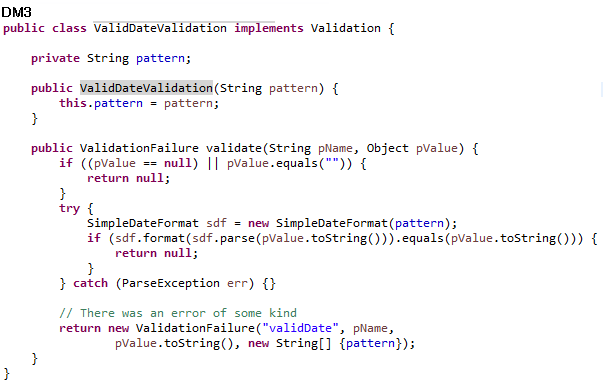 DM3
public class ValidDateValidation implements Validation {
private String pattern;
public ValidDateValidation(String pattern) {
this.pattern = pattern;
}
public ValidationFailure validate(String pName, Object pValue) {
if ((pValue == null) || pValue.equals("")) {
return null;
}
try {
SimpleDateFormat sdf = new SimpleDateFormat(pattern);
if (sdf.format(sdf.parse(pValue.toString())).equals(pValue.toString())) {
return null;
}
} catch (ParseException err) {}
// There was an error of some kind
return new ValidationFailure("validDate", pName,
pValue.toString(), new String[] {pattern});
}
}